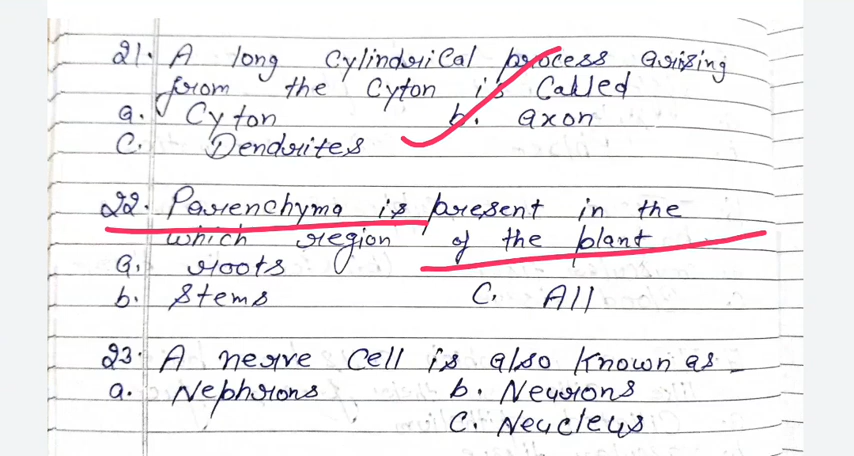 21. A long Cylindrical process arising
from the Cyton is Called
a. Cyton b. axon
C. Dendrites
22. Parenchyma is present in the
which region of the plant
a. roots
b. Stems C. All
23. A nerve Cell is also Known as -
a. Nephrons b. Neurons
C. Neucleus